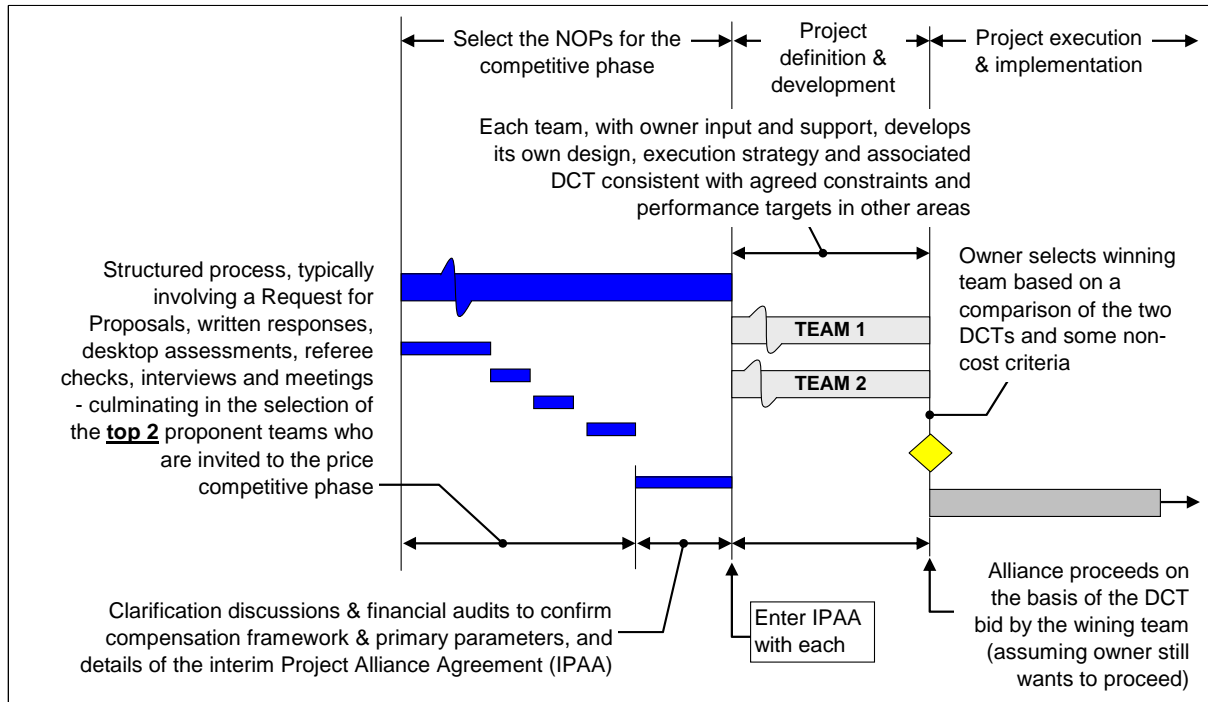 Select the NOPs for the
competitive phase
Project
definition &
development
Project execution
& implementation
Each team, with owner input and support, develops
its own design, execution strategy and associated
DCT consistent with agreed constraints and
performance targets in other areas
Structured process, typically
involving a Request for
Proposals, written responses,
desktop assessments, referee
checks, interviews and meetings
- culminating in the selection of
the top 2 proponent teams who
are invited to the price
competitive phase
TEAM 1
TEAM 2
Owner selects winning
team based on a
comparison of the two
DCTs and some non-
cost criteria
Clarification discussions & financial audits to confirm
compensation framework & primary parameters, and
details of the interim Project Alliance Agreement (IPAA)
Enter IPAA
with each
Alliance proceeds on
the basis of the DCT
bid by the wining team
(assuming owner still
wants to proceed)